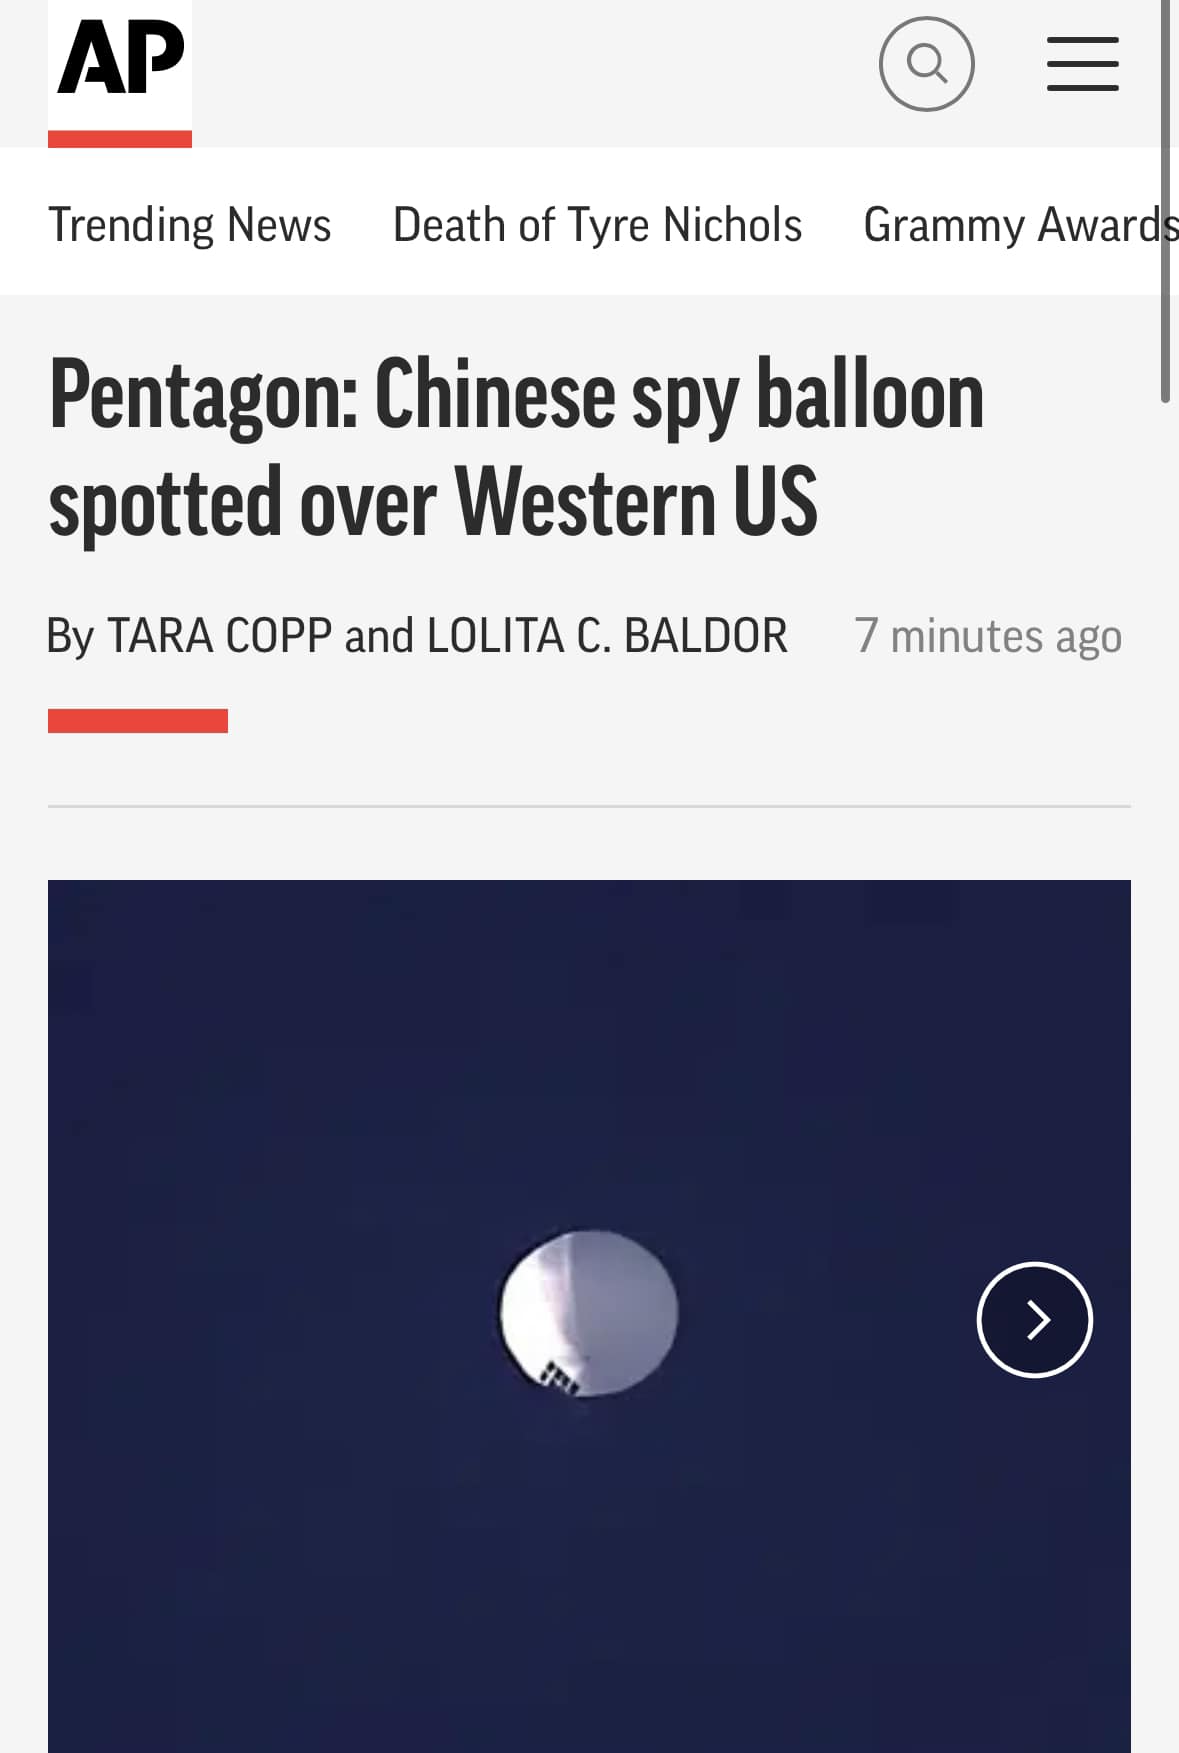 AP
Trending News Death of Tyre Nichols Grammy Awards
Pentagon: Chinese spy balloon
spotted over Western US
By TARA COPP and LOLITA C. BALDOR 7 minutes ago